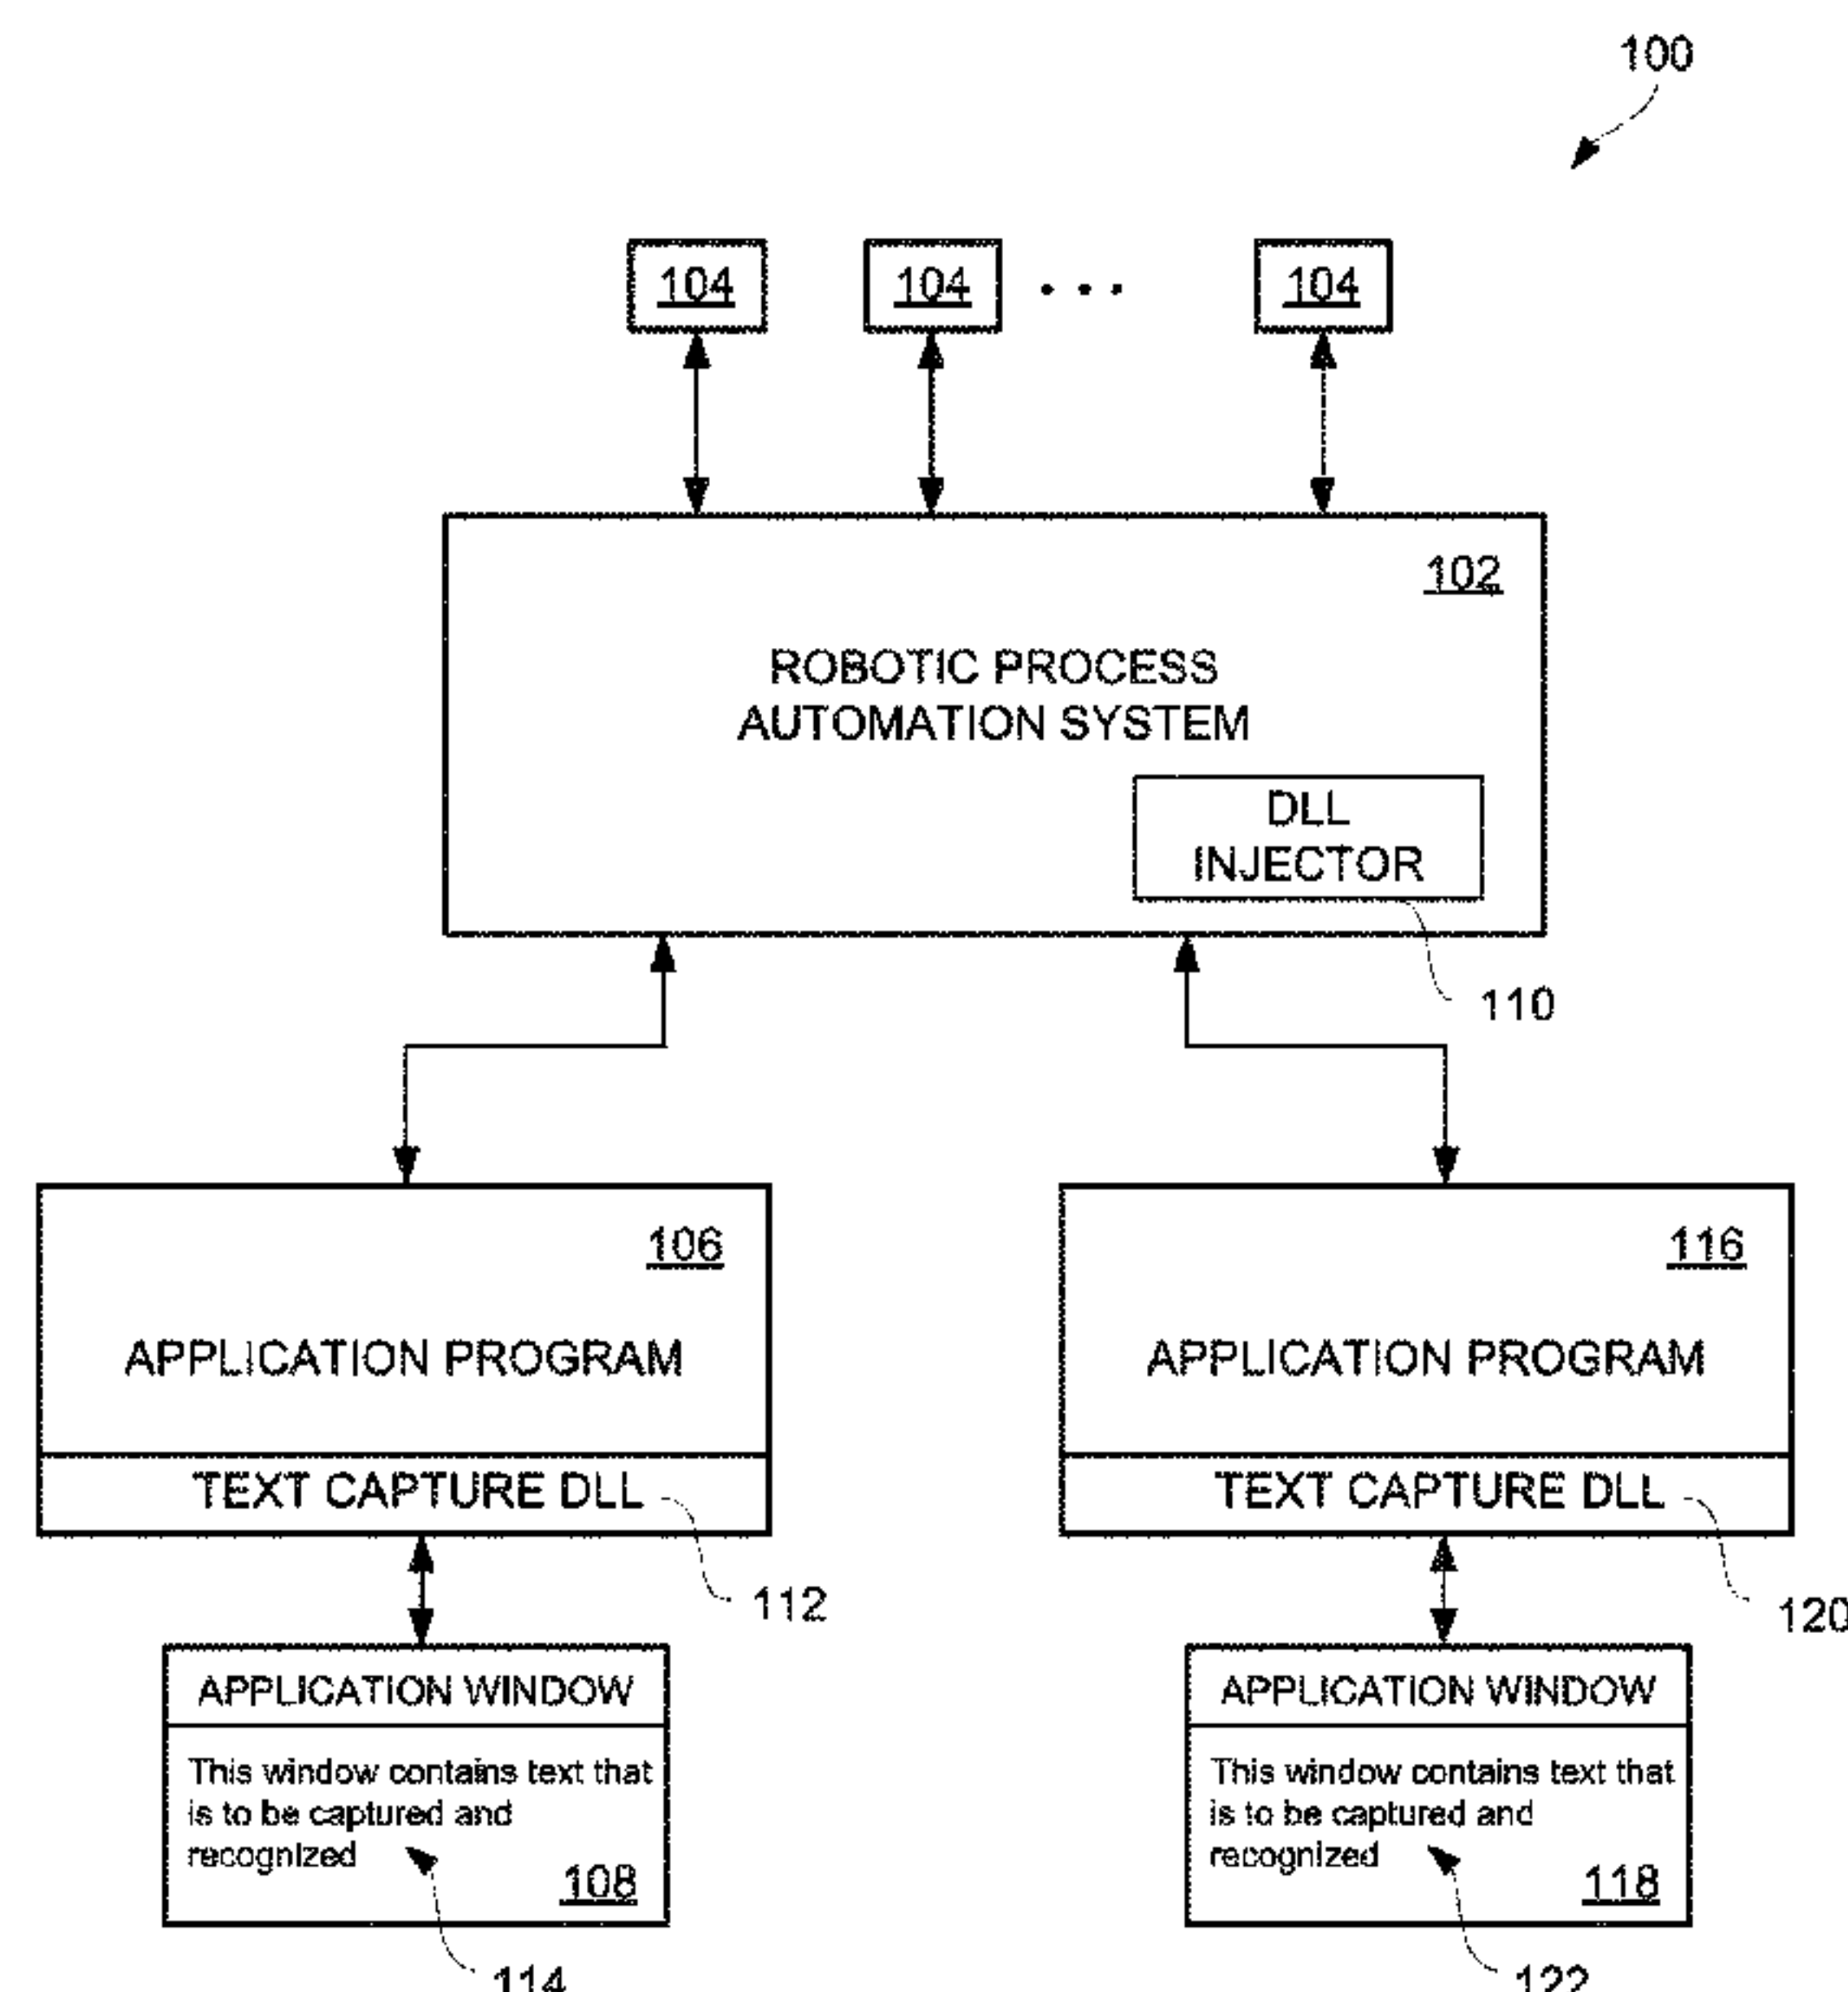 100
104 104 • • • 104
102
ROBOTIC PROCESS
AUTOMATION SYSTEM
DLL
INJECTOR
110
106
APPLICATION PROGRAM
TEXT CAPTURE DLL
112
APPLICATION WINDOW
This window contains text that
is to be captured and
recognized
108
114
116
APPLICATION PROGRAM
TEXT CAPTURE DLL
120
APPLICATION WINDOW
This window contains text that
is to be captured and
recognized
118
122